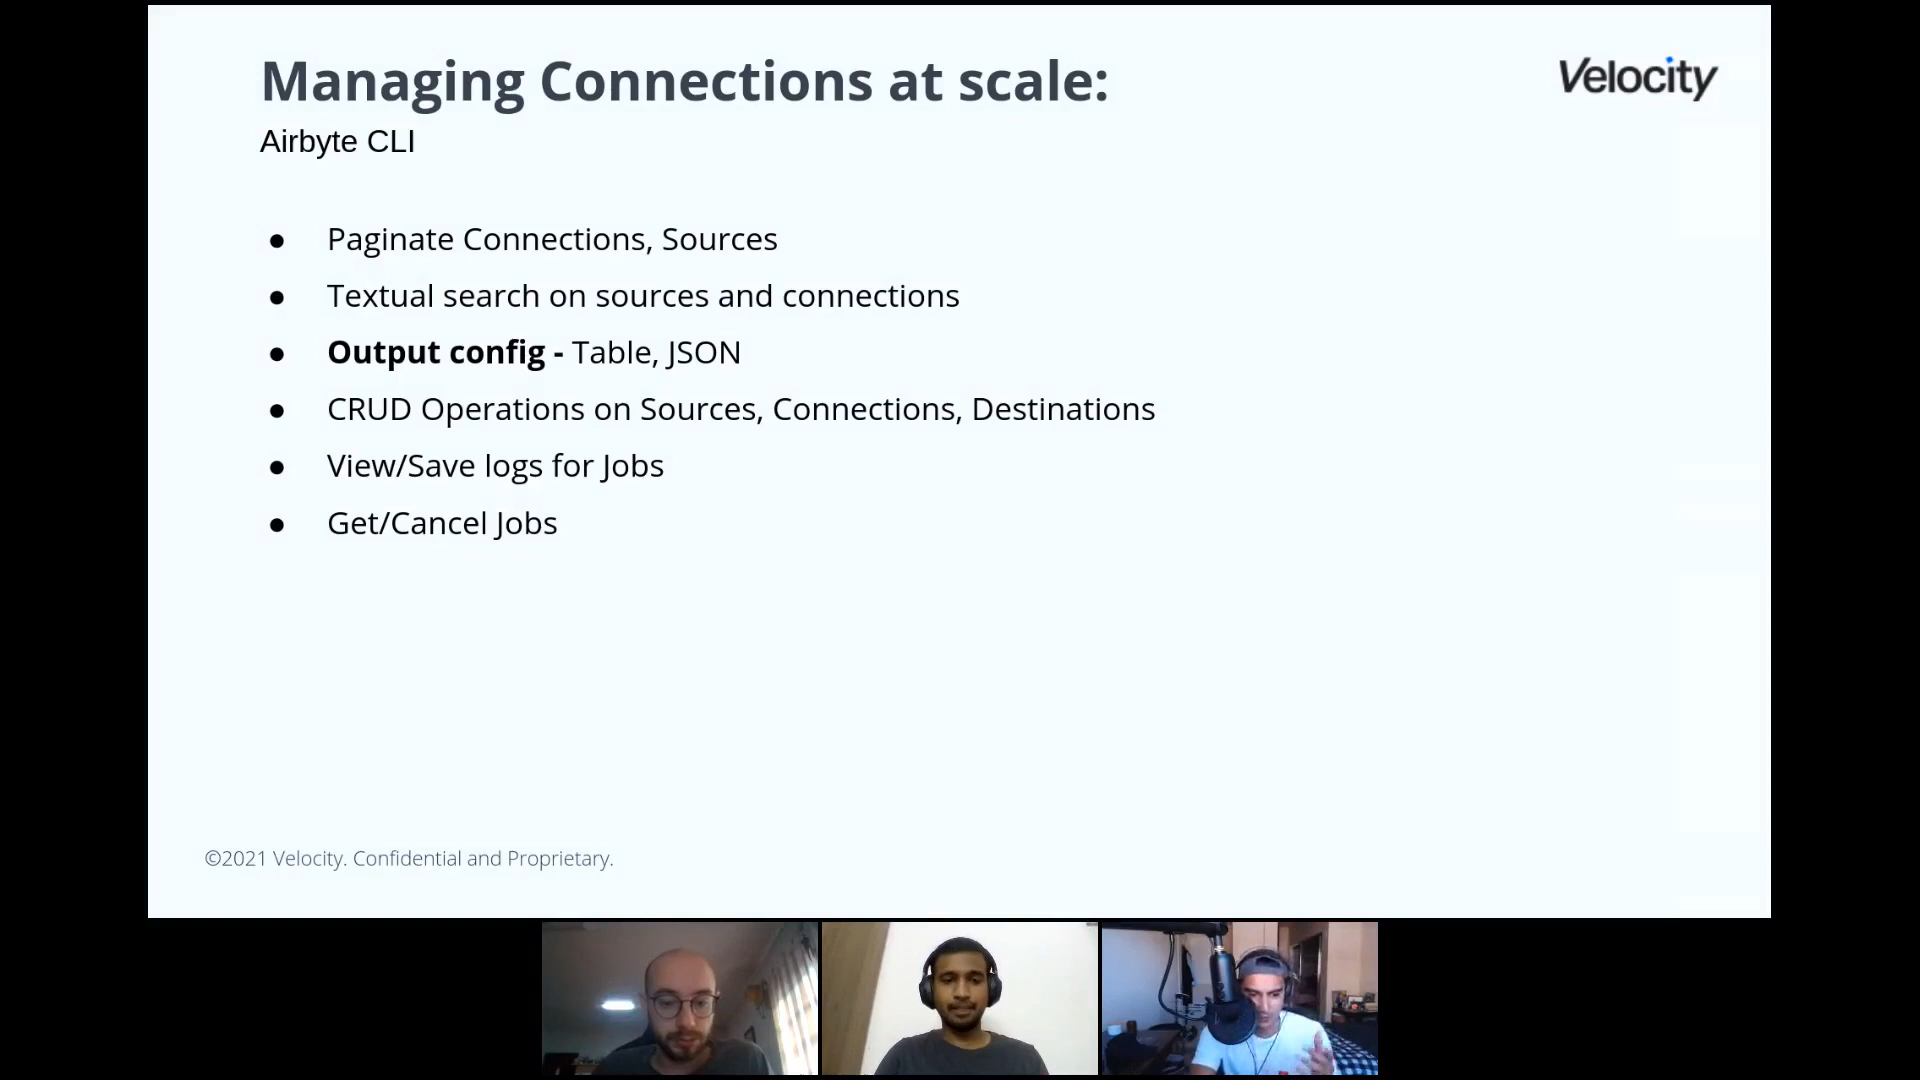 Managing Connections at scale:
Velocity
Airbyte CLI
● Paginate Connections, Sources
● Textual search on sources and connections
● Output config - Table, JSON
● CRUD Operations on Sources, Connections, Destinations
● View/Save logs for Jobs
● Get/Cancel Jobs
©2021 Velocity. Confidential and Proprietary.